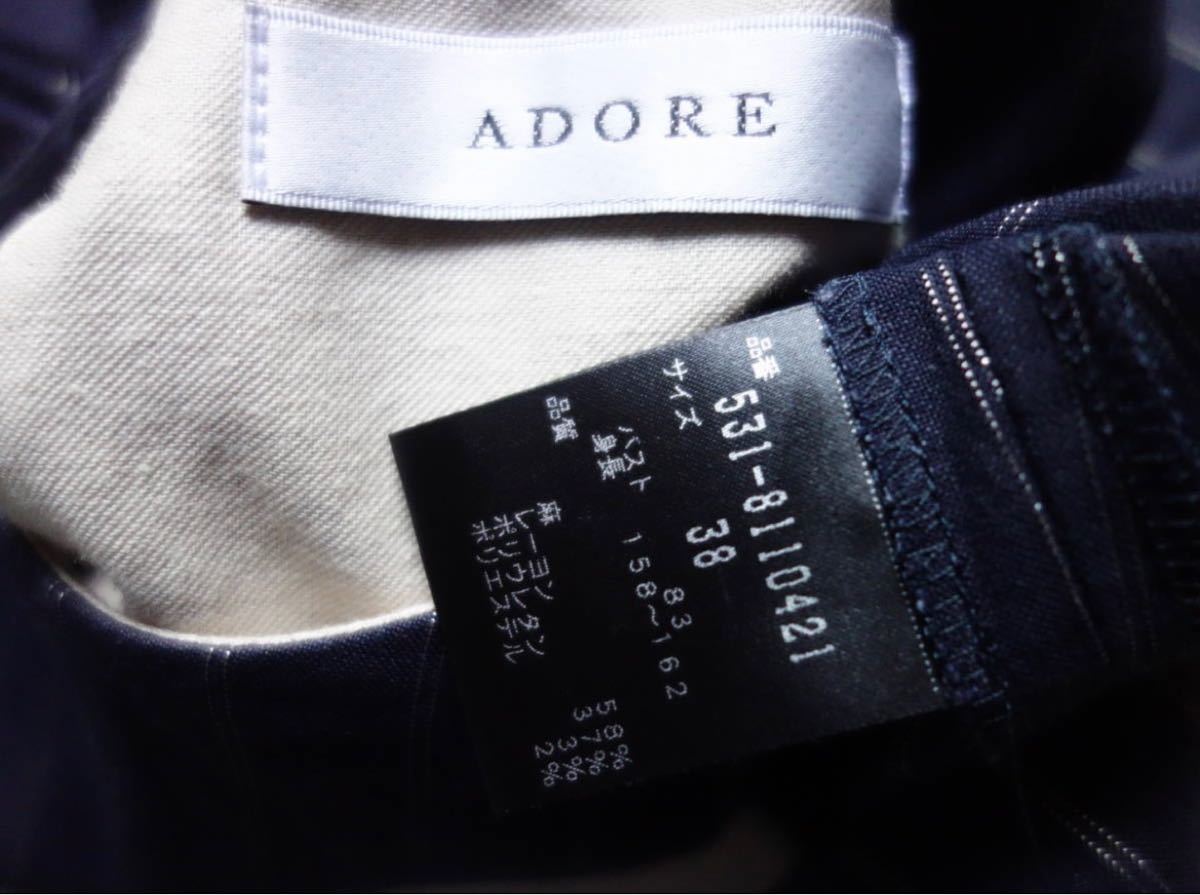 ADORE
品番 531-8110421
サイズ 38
バスト 83
身長 158~162
品質 麻 58%
レーヨン 37%
ポリウレタン 3%
ポリエステル 2%